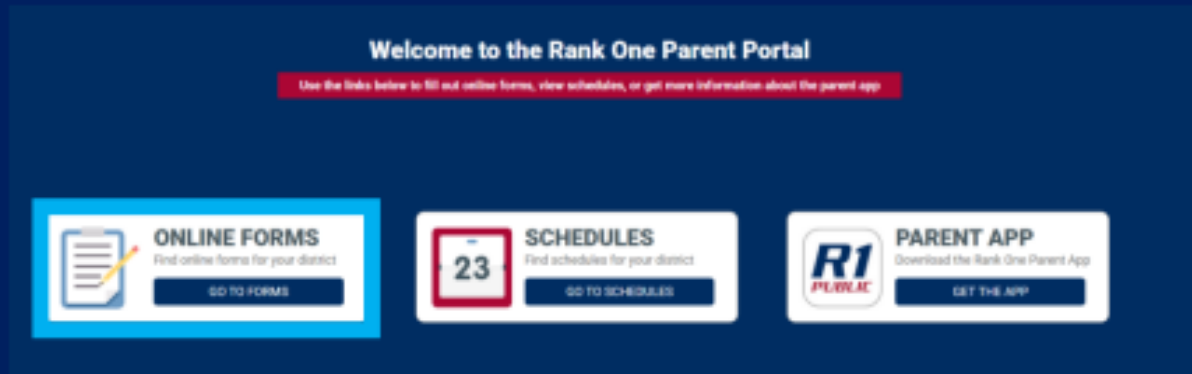 Welcome to the Rank One Parent Portal
Use the links below to fill out online forms, view schedules, or get more information about the parent app
ONLINE FORMS
Find online forms for your district
GO TO FORMS
23
SCHEDULES
Find schedules for your district
GO TO SCHEDULES
R1
PUBLIC
PARENT APP
Download the Rank One Parent App
GET THE APP